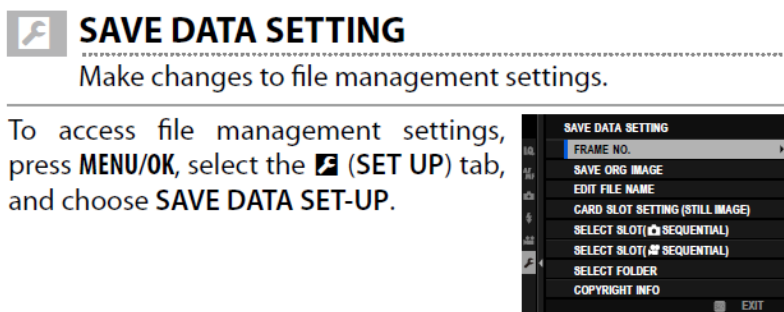 SAVE DATA SETTING
Make changes to file management settings.
To access file management settings,
press MENU/OK, select the (SET UP) tab,
and choose SAVE DATA SET-UP.
SAVE DATA SETTING
FRAME NO.
SAVE ORG IMAGE
EDIT FILE NAME
CARD SLOT SETTING (STILL IMAGE)
SELECT SLOT( SEQUENTIAL)
SELECT SLOT( SEQUENTIAL)
SELECT FOLDER
COPYRIGHT INFO
EXIT